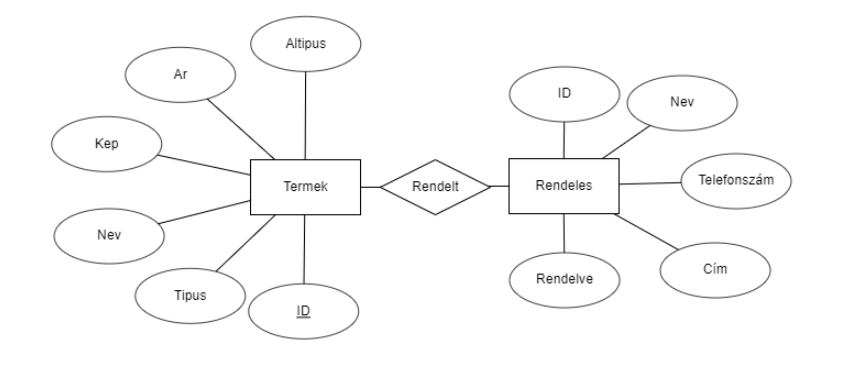 Altipus
Ar
Kep
Nev
Tipus
ID
Termek
Rendelt
Rendeles
ID
Nev
Telefonszám
Cím
Rendelve